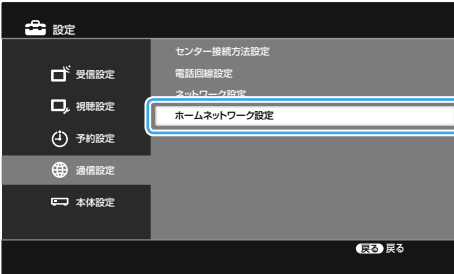 設定
受信設定
視聴設定
予約設定
通信設定
本体設定
センター接続方法設定
電話回線設定
ネットワーク設定
ホームネットワーク設定
戻る 戻る